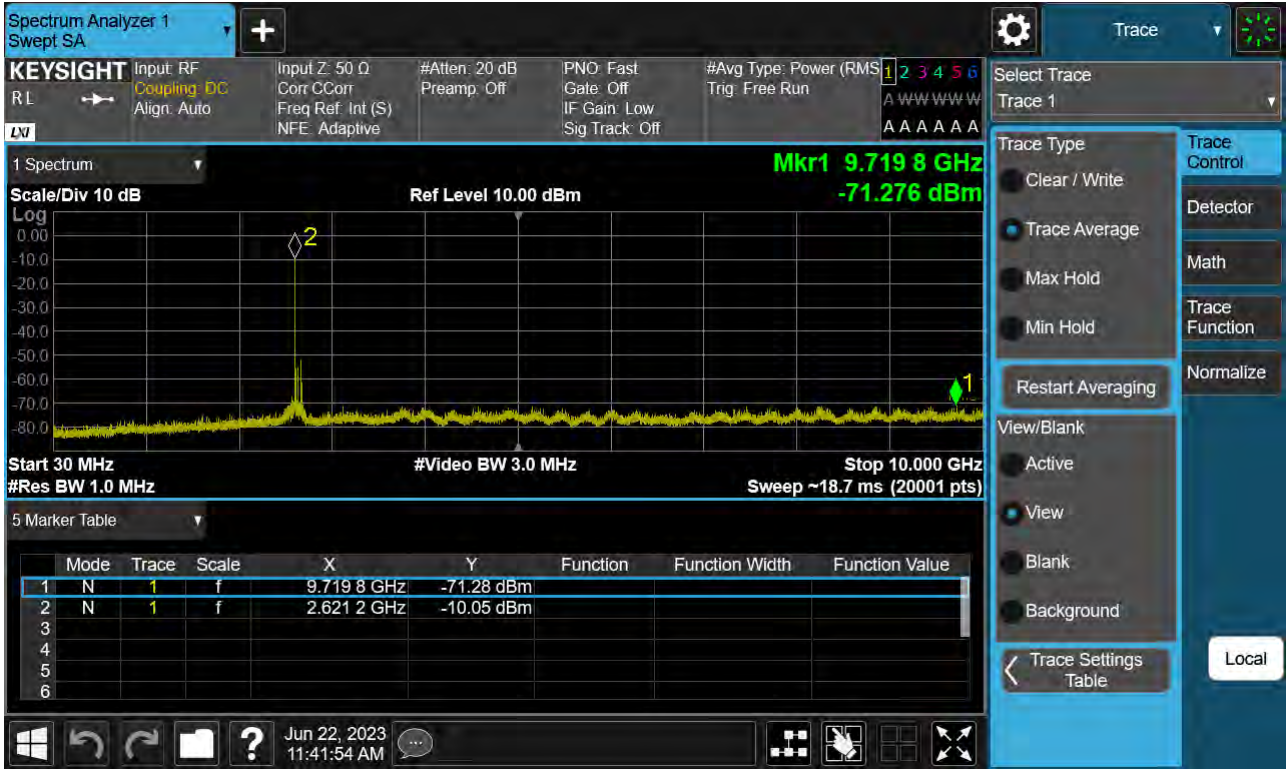 Spectrum Analyzer 1
Swept SA
+
Trace
KEYSIGHT
R L
LXI
Input: RF
Coupling: DC
Align: Auto
Input Z: 50 Ω
Corr CCorr
Freq Ref: Int (S)
NFE: Adaptive
#Atten: 20 dB
Preamp: Off
PNO: Fast
Gate: Off
IF Gain: Low
Sig Track: Off
#Avg Type: Power (RMS
Trig: Free Run
1 2 3 4 5 6
A W W W W W
A A A A A A
1 Spectrum
Scale/Div 10 dB
Ref Level 10.00 dBm
Mkr1 9.719 8 GHz
-71.276 dBm
Log
0.00
-10.0
-20.0
-30.0
-40.0
-50.0
-60.0
-70.0
-80.0
2
1
Start 30 MHz
#Video BW 3.0 MHz
Stop 10.000 GHz
#Res BW 1.0 MHz
Sweep ~18.7 ms (20001 pts)
5 Marker Table
Mode Trace Scale X Y Function Function Width Function Value
1 N 1 f 9.719 8 GHz -71.28 dBm
2 N 1 f 2.621 2 GHz -10.05 dBm
3
4
5
6
Select Trace
Trace 1
Trace Type
Clear / Write
Trace Average
Max Hold
Min Hold
Restart Averaging
View/Blank
Active
View
Blank
Background
Trace Settings
Table
Trace
Control
Detector
Math
Trace
Function
Normalize
Local
?
Jun 22, 2023
11:41:54 AM